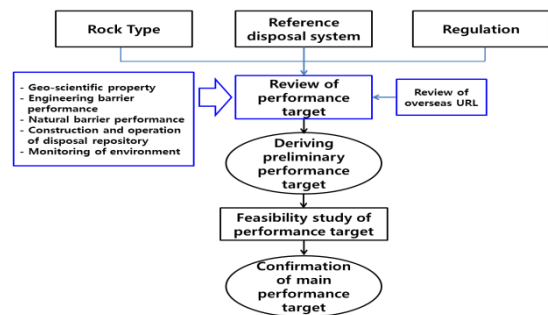 Rock Type
Reference
disposal system
Regulation
- Geo-scientific property
- Engineering barrier
performance
- Natural barrier performance
- Construction and operation
of disposal repository
- Monitoring of environment
Review of
performance
target
Review of
overseas URL
Deriving
preliminary
performance
target
Feasibility study of
performance target
Confirmation
of main
performance
target